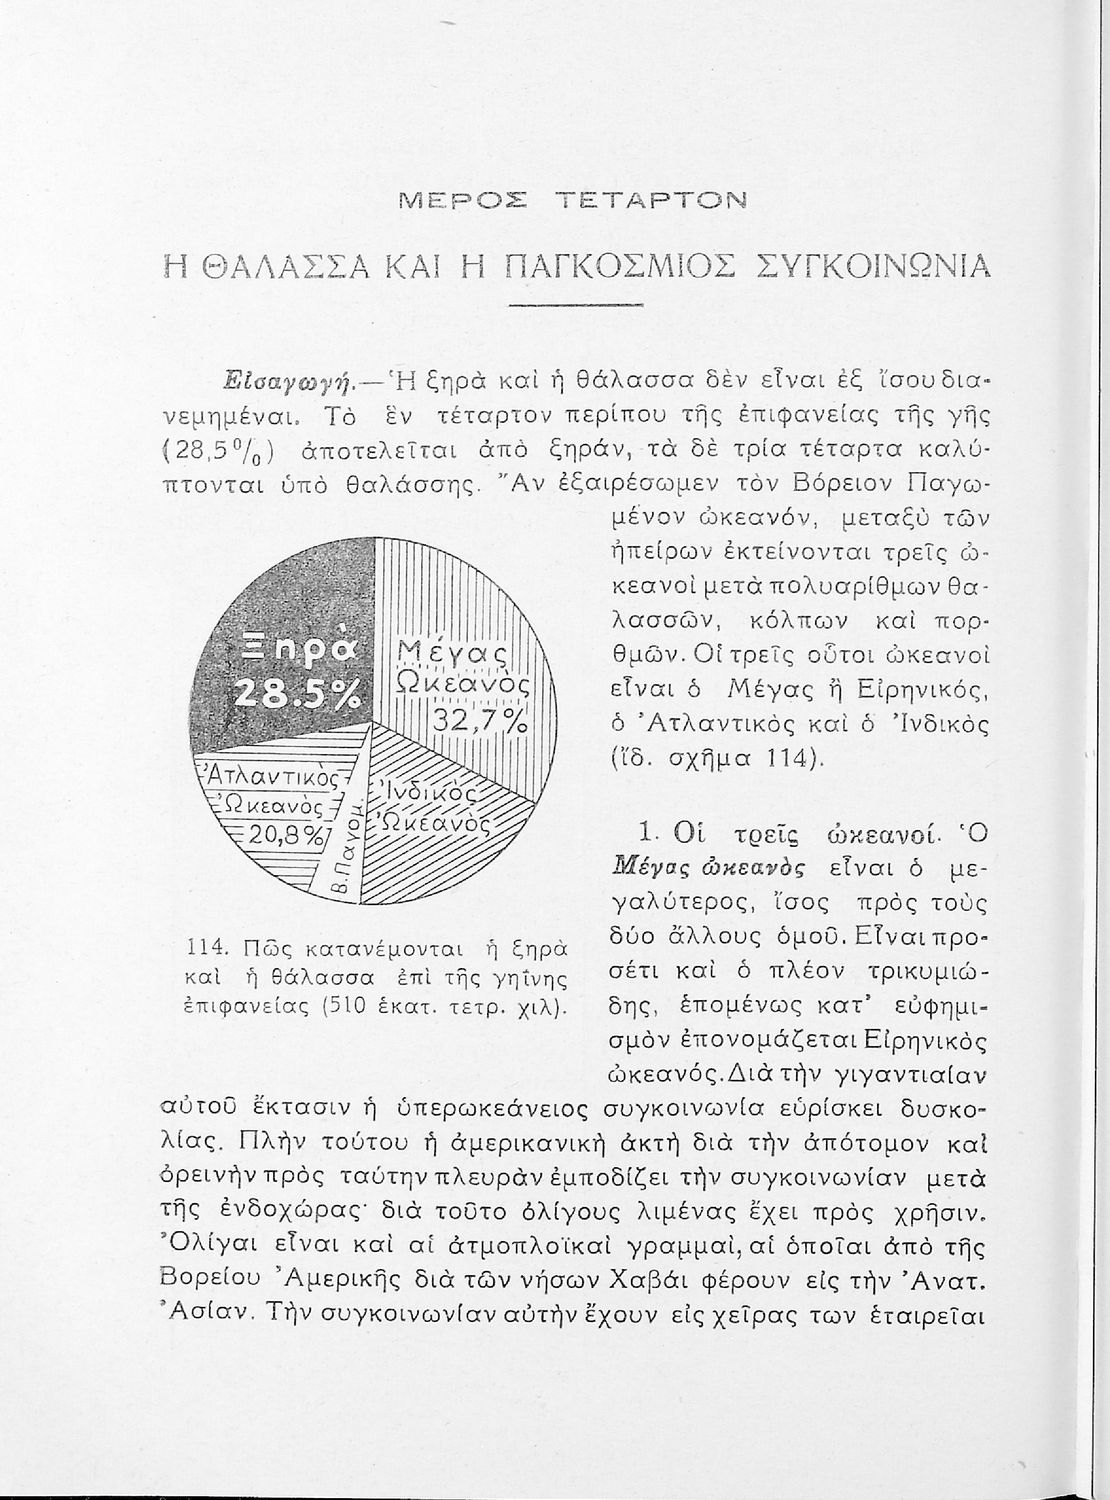 ΜΕΡΟΣ ΤΕΤΑΡΤΟΝ
Η ΘΑΛΑΣΣΑ ΚΑΙ Η ΠΑΓΚΟΣΜΙΟΣ ΣΥΓΚΟΙΝΩΝΙΑ
Εἰσαγωγή.—Ἡ ξηρὰ καὶ ἡ θάλασσα δὲν εἶναι ἐξ ἴσου δια-
νεμημέναι. Τὸ ἓν τέταρτον περίπου τῆς ἐπιφανείας τῆς γῆς
(28,5%) ἀποτελεῖται ἀπὸ ξηράν, τὰ δὲ τρία τέταρτα καλύ-
πτονται ὑπὸ θαλάσσης. Ἂν ἐξαιρέσωμεν τὸν Βόρειον Παγω-
μένον ὠκεανόν, μεταξὺ τῶν
ἠπείρων ἐκτείνονται τρεῖς ὠ-
κεανοὶ μετὰ πολυαρίθμων θα-
λασσῶν, κόλπων καὶ πορ-
θμῶν. Οἱ τρεῖς οὗτοι ὠκεανοὶ
εἶναι ὁ Μέγας ἢ Εἰρηνικός,
ὁ Ἀτλαντικὸς καὶ ὁ Ἰνδικὸς
(ἰδ. σχῆμα 114).
Ξηρὰ
28.5%
Μέγας
Ὠκεανὸς
32,7%
Ἀτλαντικὸς
Ὠκεανὸς
20,8%
Β.Παγομ.
Ἰνδικὸς
Ὠκεανὸς
114. Πῶς κατανέμονται ἡ ξηρὰ
καὶ ἡ θάλασσα ἐπὶ τῆς γηΐνης
ἐπιφανείας (510 ἑκατ. τετρ. χιλ).
1. Οἱ τρεῖς ὠκεανοί. Ὁ
Μέγας ὠκεανὸς εἶναι ὁ με-
γαλύτερος, ἴσος πρὸς τοὺς
δύο ἄλλους ὁμοῦ. Εἶναι προ-
σέτι καὶ ὁ πλέον τρικυμιώ-
δης, ἑπομένως κατ᾽ εὐφημι-
σμὸν ἐπονομάζεται Εἰρηνικὸς
ὠκεανός. Διὰ τὴν γιγαντιαίαν
αὐτοῦ ἔκτασιν ἡ ὑπερωκεάνειος συγκοινωνία εὑρίσκει δυσκο-
λίας. Πλὴν τούτου ἡ ἀμερικανικὴ ἀκτὴ διὰ τὴν ἀπότομον καὶ
ὀρεινὴν πρὸς ταύτην πλευρὰν ἐμποδίζει τὴν συγκοινωνίαν μετὰ
τῆς ἐνδοχώρας· διὰ τοῦτο ὀλίγους λιμένας ἔχει πρὸς χρῆσιν.
Ὀλίγαι εἶναι καὶ αἱ ἀτμοπλοϊκαὶ γραμμαί, αἱ ὁποῖαι ἀπὸ τῆς
Βορείου Ἀμερικῆς διὰ τῶν νήσων Χαβάι φέρουν εἰς τὴν Ἀνατ.
Ἀσίαν. Τὴν συγκοινωνίαν αὐτὴν ἔχουν εἰς χεῖρας των ἑταιρεῖαι